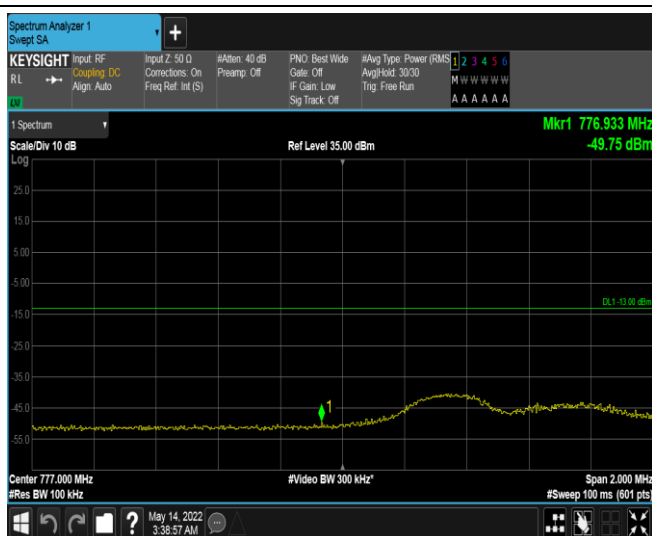 Spectrum Analyzer 1
Swept SA
+
KEYSIGHT
RL
Input: RF
Coupling: DC
Align: Auto
Input Z: 50 Ω
Corrections: On
Freq Ref: Int (S)
#Atten: 40 dB
Preamp: Off
PNO: Best Wide
Gate: Off
IF Gain: Low
Sig Track: Off
#Avg Type: Power (RMS
Avg|Hold: 30/30
Trig: Free Run
1 2 3 4 5 6
M W W W W W
A A A A A A
1 Spectrum
Scale/Div 10 dB
Ref Level 35.00 dBm
Mkr1 776.933 MHz
-49.75 dBm
Log
25.0
15.0
5.00
-5.00
DL1 -13.00 dBm
-15.0
-25.0
-35.0
-45.0
1
-55.0
Center 777.000 MHz
#Video BW 300 kHz*
Span 2.000 MHz
#Res BW 100 kHz
#Sweep 100 ms (601 pts)
?
May 14, 2022
3:38:57 AM